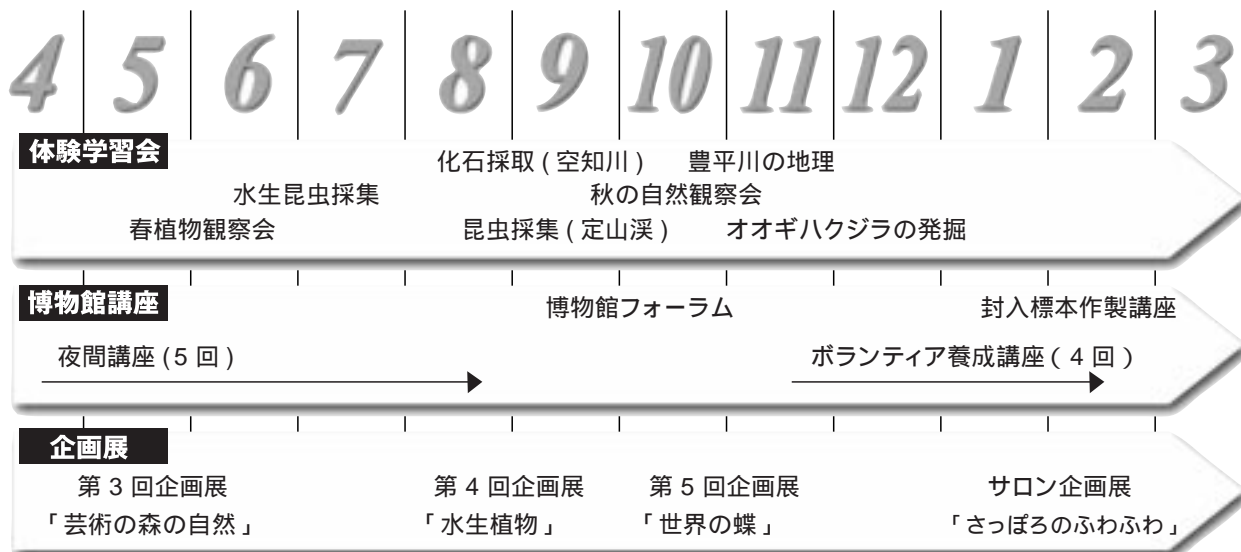 4 5 6 7 8 9 10 11 12 1 2 3
体験学習会
化石採取 ( 空知川 ) 豊平川の地理
水生昆虫採集 秋の自然観察会
春植物観察会 昆虫採集 ( 定山渓 ) オオギハクジラの発掘
博物館講座
博物館フォーラム 封入標本作製講座
夜間講座 (5 回 ) ボランティア養成講座 ( 4 回 )
企画展
第 3 回企画展 第 4 回企画展 第 5 回企画展 サロン企画展
「芸術の森の自然」 「水生植物」 「世界の蝶」 「さっぽろのふわふわ」